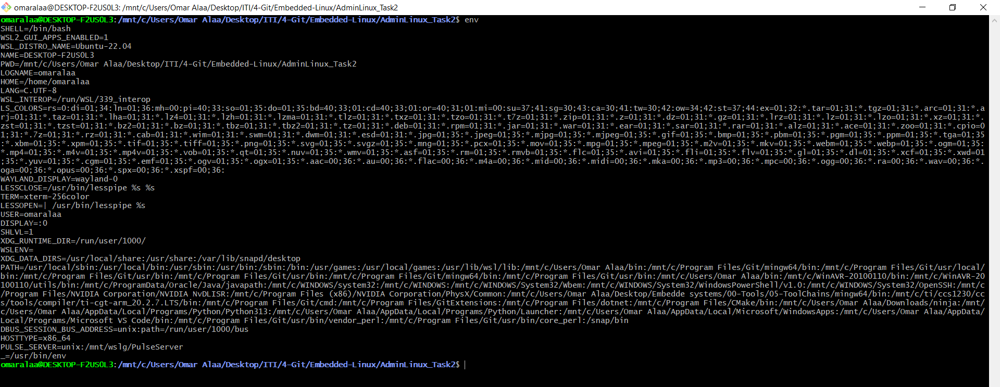 omaralaa@DESKTOP-F2US0L3: /mnt/c/Users/Omar Alaa/Desktop/ITI/4-Git/Embedded-Linux/AdminLinux_Task2
omaralaa@DESKTOP-F2US0L3:/mnt/c/Users/Omar Alaa/Desktop/ITI/4-Git/Embedded-Linux/AdminLinux_Task2$ env
SHELL=/bin/bash
WSL2_GUI_APPS_ENABLED=1
WSL_DISTRO_NAME=Ubuntu-22.04
NAME=DESKTOP-F2US0L3
PWD=/mnt/c/Users/Omar Alaa/Desktop/ITI/4-Git/Embedded-Linux/AdminLinux_Task2
LOGNAME=omaralaa
HOME=/home/omaralaa
LANG=C.UTF-8
WSL_INTEROP=/run/WSL/339_interop
LS_COLORS=rs=0:di=01;34:ln=01;36:mh=00:pi=40;33:so=01;35:do=01;35:bd=40;33;01:cd=40;33;01:or=40;31;01:mi=00:su=37;41:sg=30;43:ca=30;41:tw=30;42:ow=34;42:st=37;44:ex=01;32:*.tar=01;31:*.tgz=01;31:*.arc=01;31:*.a
rj=01;31:*.taz=01;31:*.lha=01;31:*.lz4=01;31:*.lzh=01;31:*.lzma=01;31:*.tlz=01;31:*.txz=01;31:*.tzo=01;31:*.t7z=01;31:*.zip=01;31:*.z=01;31:*.dz=01;31:*.gz=01;31:*.lrz=01;31:*.lz=01;31:*.lzo=01;31:*.xz=01;31:*.
zst=01;31:*.tzst=01;31:*.bz2=01;31:*.bz=01;31:*.tbz=01;31:*.tbz2=01;31:*.tz=01;31:*.deb=01;31:*.rpm=01;31:*.jar=01;31:*.war=01;31:*.ear=01;31:*.sar=01;31:*.rar=01;31:*.alz=01;31:*.ace=01;31:*.zoo=01;31:*.cpio=0
1;31:*.7z=01;31:*.rz=01;31:*.cab=01;31:*.wim=01;31:*.swm=01;31:*.dwm=01;31:*.esd=01;31:*.jpg=01;35:*.jpeg=01;35:*.mjpg=01;35:*.mjpeg=01;35:*.gif=01;35:*.bmp=01;35:*.pbm=01;35:*.pgm=01;35:*.ppm=01;35:*.tga=01;35
:*.xbm=01;35:*.xpm=01;35:*.tif=01;35:*.tiff=01;35:*.png=01;35:*.svg=01;35:*.svgz=01;35:*.mng=01;35:*.pcx=01;35:*.mov=01;35:*.mpg=01;35:*.mpeg=01;35:*.m2v=01;35:*.mkv=01;35:*.webm=01;35:*.webp=01;35:*.ogm=01;35:
*.mp4=01;35:*.m4v=01;35:*.mp4v=01;35:*.vob=01;35:*.qt=01;35:*.nuv=01;35:*.wmv=01;35:*.asf=01;35:*.rm=01;35:*.rmvb=01;35:*.flc=01;35:*.avi=01;35:*.fli=01;35:*.flv=01;35:*.gl=01;35:*.dl=01;35:*.xcf=01;35:*.xwd=01
;35:*.yuv=01;35:*.cgm=01;35:*.emf=01;35:*.ogv=01;35:*.ogx=01;35:*.aac=00;36:*.au=00;36:*.flac=00;36:*.m4a=00;36:*.mid=00;36:*.midi=00;36:*.mka=00;36:*.mp3=00;36:*.mpc=00;36:*.ogg=00;36:*.ra=00;36:*.wav=00;36:*.
oga=00;36:*.opus=00;36:*.spx=00;36:*.xspf=00;36:
WAYLAND_DISPLAY=wayland-0
LESSCLOSE=/usr/bin/lesspipe %s %s
TERM=xterm-256color
LESSOPEN=| /usr/bin/lesspipe %s
USER=omaralaa
DISPLAY=:0
SHLVL=1
XDG_RUNTIME_DIR=/run/user/1000/
WSLENV=
XDG_DATA_DIRS=/usr/local/share:/usr/share:/var/lib/snapd/desktop
PATH=/usr/local/sbin:/usr/local/bin:/usr/sbin:/usr/bin:/sbin:/bin:/usr/games:/usr/local/games:/usr/lib/wsl/lib:/mnt/c/Users/Omar Alaa/bin:/mnt/c/Program Files/Git/mingw64/bin:/mnt/c/Program Files/Git/usr/local/
bin:/mnt/c/Program Files/Git/usr/bin:/mnt/c/Program Files/Git/usr/bin:/mnt/c/Program Files/Git/mingw64/bin:/mnt/c/Program Files/Git/usr/bin:/mnt/c/Users/Omar Alaa/bin:/mnt/c/WinAVR-20100110/bin:/mnt/c/WinAVR-20
100110/utils/bin:/mnt/c/ProgramData/Oracle/Java/javapath:/mnt/c/WINDOWS/system32:/mnt/c/WINDOWS:/mnt/c/WINDOWS/System32/Wbem:/mnt/c/WINDOWS/System32/WindowsPowerShell/v1.0:/mnt/c/WINDOWS/System32/OpenSSH:/mnt/c
/Program Files/NVIDIA Corporation/NVIDIA NvDLISR:/mnt/c/Program Files (x86)/NVIDIA Corporation/PhysX/Common:/mnt/c/Users/Omar Alaa/Desktop/Embedde systems/00-Tools/05-ToolChains/mingw64/bin:/mnt/c/ti/ccs1230/cc
s/tools/compiler/ti-cgt-arm_20.2.7.LTS/bin:/mnt/c/Program Files/Git/cmd:/mnt/c/Program Files/GitExtensions:/mnt/c/Program Files/dotnet:/mnt/c/Program Files/CMake/bin:/mnt/c/Users/Omar Alaa/Downloads/ninja:/mnt/
c/Users/Omar Alaa/AppData/Local/Programs/Python/Python313:/mnt/c/Users/Omar Alaa/AppData/Local/Programs/Python/Launcher:/mnt/c/Users/Omar Alaa/AppData/Local/Microsoft/WindowsApps:/mnt/c/Users/Omar Alaa/AppData/
Local/Programs/Microsoft VS Code/bin:/mnt/c/Program Files/Git/usr/bin/vendor_perl:/mnt/c/Program Files/Git/usr/bin/core_perl:/snap/bin
DBUS_SESSION_BUS_ADDRESS=unix:path=/run/user/1000/bus
HOSTTYPE=x86_64
PULSE_SERVER=unix:/mnt/wslg/PulseServer
_=/usr/bin/env
omaralaa@DESKTOP-F2US0L3:/mnt/c/Users/Omar Alaa/Desktop/ITI/4-Git/Embedded-Linux/AdminLinux_Task2$